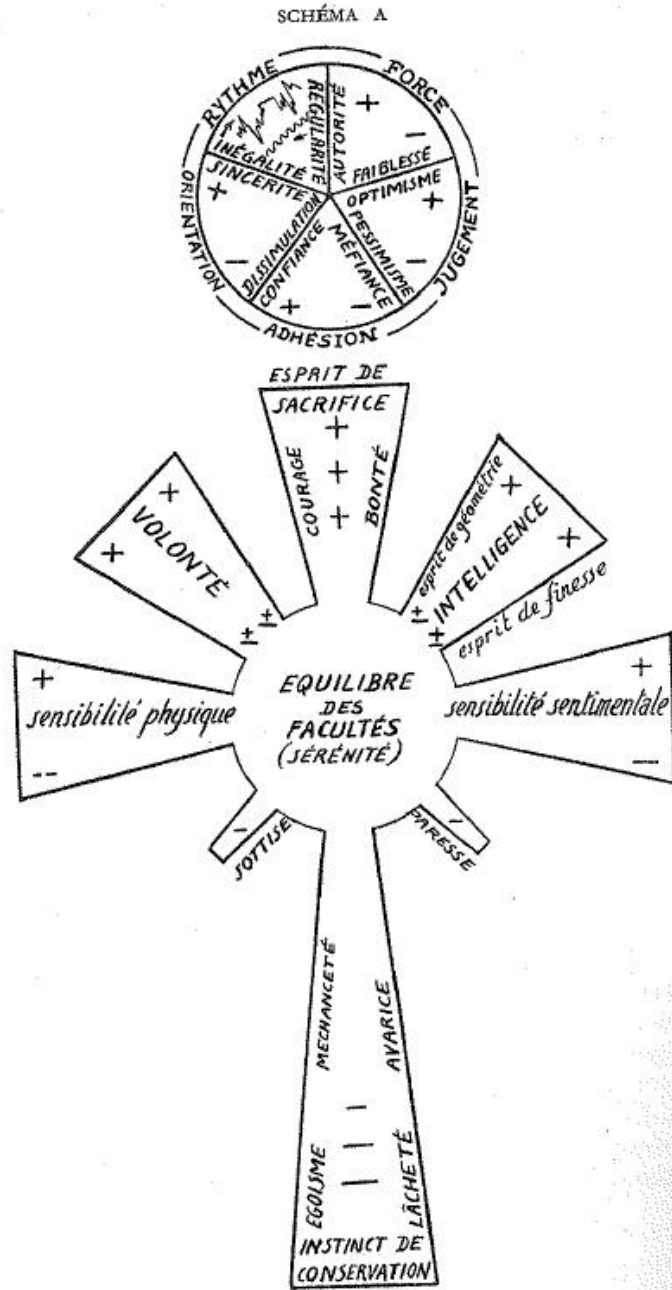 SCHÉMA A
RYTHME
FORCE
RÉGULARITÉ
AUTORITÉ
+
INÉGALITÉ
SINCÉRITÉ
FAIBLESSE
−
OPTIMISME
+
+
ORIENTATION
JUGEMENT
DISSIMULATION
−
CONFIANCE
+
PESSIMISME
−
MÉFIANCE
−
ADHÉSION
ESPRIT DE
SACRIFICE
+
+
+
COURAGE
BONTÉ
+
VOLONTÉ
+
±
±
esprit de géométrie
+
INTELLIGENCE
+
esprit de finesse
±
±
+
sensibilité physique
--
EQUILIBRE
DES
FACULTÉS
(SÉRÉNITÉ)
+
sensibilité sentimentale
—
−
SOTTISE
−
PARESSE
MECHANCETÉ
AVARICE
—
—
—
EGOÏSME
LÂCHETÉ
INSTINCT DE
CONSERVATION